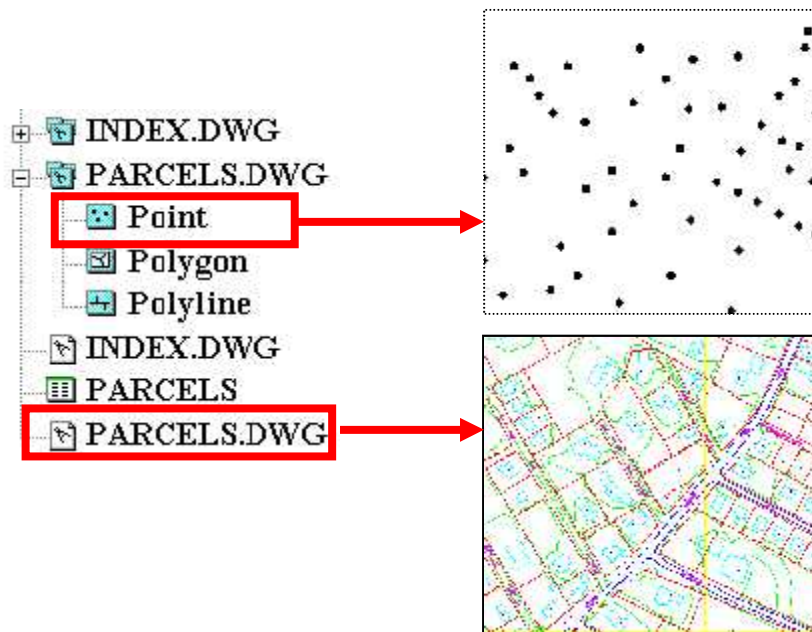 INDEX.DWG
PARCELS.DWG
Point
Polygon
Polyline
INDEX.DWG
PARCELS
PARCELS.DWG